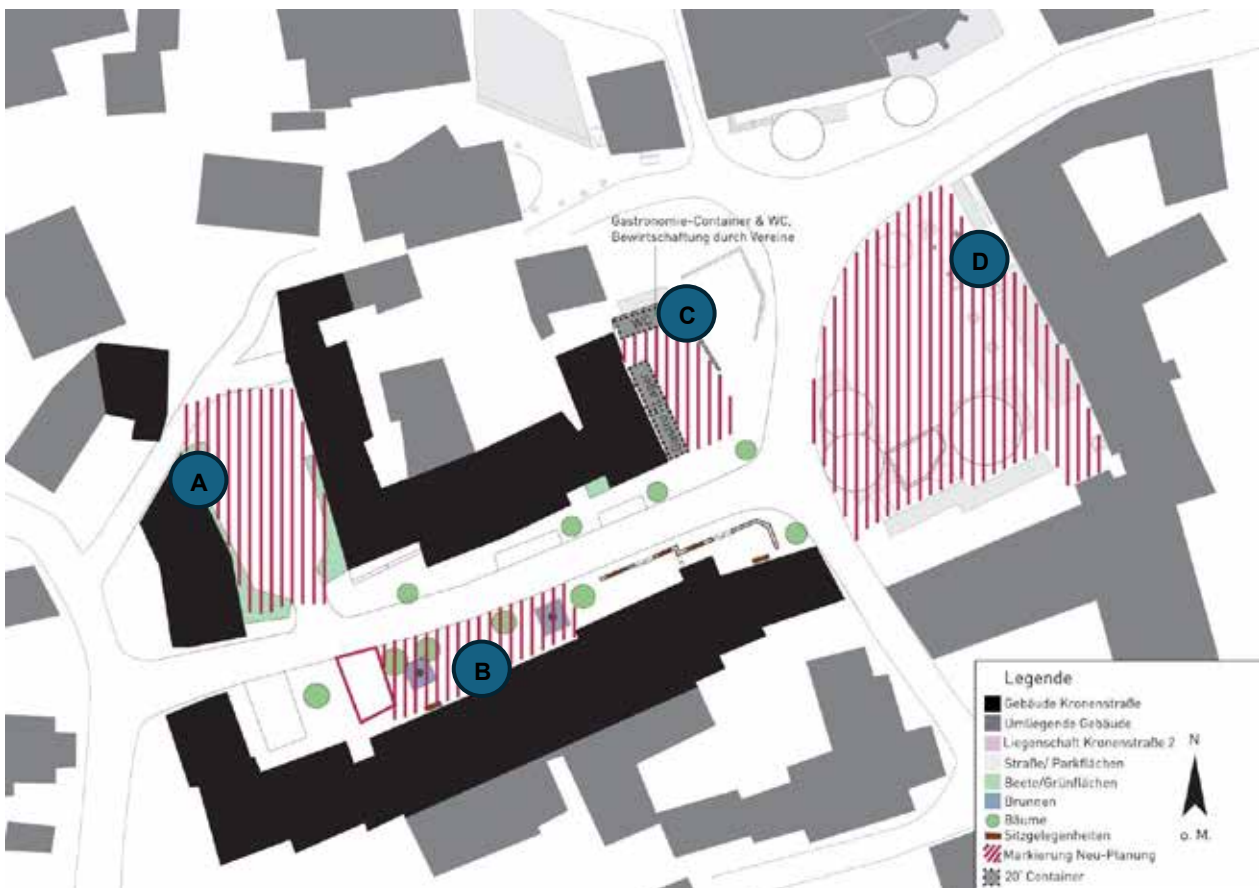 Gastronomie-Container & WC,
Bewirtschaftung durch Vereine
D
C
WC
A
B
Legende
Gebäude Kronenstraße
Umliegende Gebäude
Liegenschaft Kronenstraße 2
N
Straße/ Parkflächen
Beete/Grünflächen
Brunnen
Bäume
o. M.
Sitzgelegenheiten
Markierung Neu-Planung
20' Container